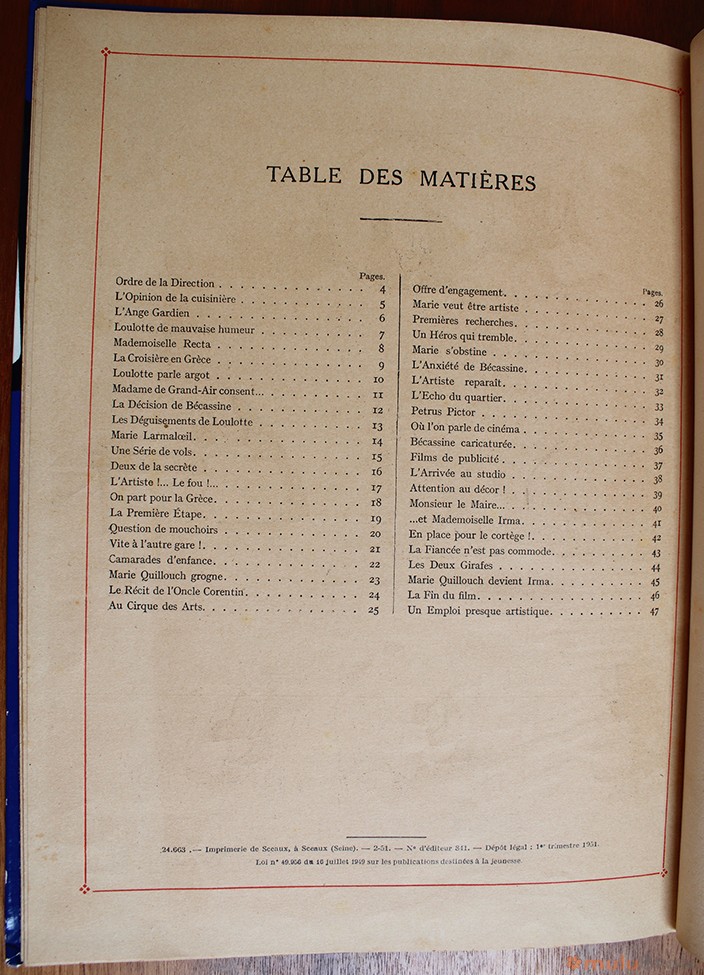 TABLE DES MATIÈRES
Pages.
Ordre de la Direction . . . . . . . . . . . . 4
L'Opinion de la cuisinière . . . . . . . . . . 5
L'Ange Gardien . . . . . . . . . . . . . 6
Loulotte de mauvaise humeur . . . . . . . . . 7
Mademoiselle Recta . . . . . . . . . . . . 8
La Croisière en Grèce . . . . . . . . . . . . 9
Loulotte parle argot . . . . . . . . . . . . 10
Madame de Grand-Air consent... . . . . . . . . 11
La Décision de Bécassine . . . . . . . . . . 12
Les Déguisements de Loulotte . . . . . . . . . 13
Marie Larmalœil. . . . . . . . . . . . . 14
Une Série de vols. . . . . . . . . . . . . 15
Deux de la secrète . . . . . . . . . . . . 16
L'Artiste !... Le fou !... . . . . . . . . . . . 17
On part pour la Grèce. . . . . . . . . . . . 18
La Première Étape. . . . . . . . . . . . . 19
Question de mouchoirs . . . . . . . . . . . 20
Vite à l'autre gare !. . . . . . . . . . . . . 21
Camarades d'enfance. . . . . . . . . . . . 22
Marie Quillouch grogne. . . . . . . . . . . 23
Le Récit de l'Oncle Corentin. . . . . . . . . . 24
Au Cirque des Arts. . . . . . . . . . . . . 25
Pages.
Offre d'engagement. . . . . . . . . . . . 26
Marie veut être artiste . . . . . . . . . . . 27
Premières recherches. . . . . . . . . . . . 28
Un Héros qui tremble. . . . . . . . . . . . 29
Marie s'obstine . . . . . . . . . . . . . 30
L'Anxiété de Bécassine. . . . . . . . . . . 31
L'Artiste reparaît. . . . . . . . . . . . . 32
L'Echo du quartier. . . . . . . . . . . . 33
Petrus Pictor . . . . . . . . . . . . . . 34
Où l'on parle de cinéma . . . . . . . . . . 35
Bécassine caricaturée. . . . . . . . . . . . 36
Films de publicité . . . . . . . . . . . . 37
L'Arrivée au studio . . . . . . . . . . . . 38
Attention au décor ! . . . . . . . . . . . . 39
Monsieur le Maire... . . . . . . . . . . . . 40
...et Mademoiselle Irma. . . . . . . . . . . 41
En place pour le cortège !. . . . . . . . . . 42
La Fiancée n'est pas commode. . . . . . . . . 43
Les Deux Girafes . . . . . . . . . . . . . 44
Marie Quillouch devient Irma. . . . . . . . . 45
La Fin du film. . . . . . . . . . . . . . 46
Un Emploi presque artistique. . . . . . . . . 47
24.663 .— Imprimerie de Sceaux, à Sceaux (Seine). — 2-51. — N° d'éditeur 811. — Dépôt légal : 1er trimestre 1951.
Loi n° 49.956 du 16 juillet 1949 sur les publications destinées à la jeunesse.